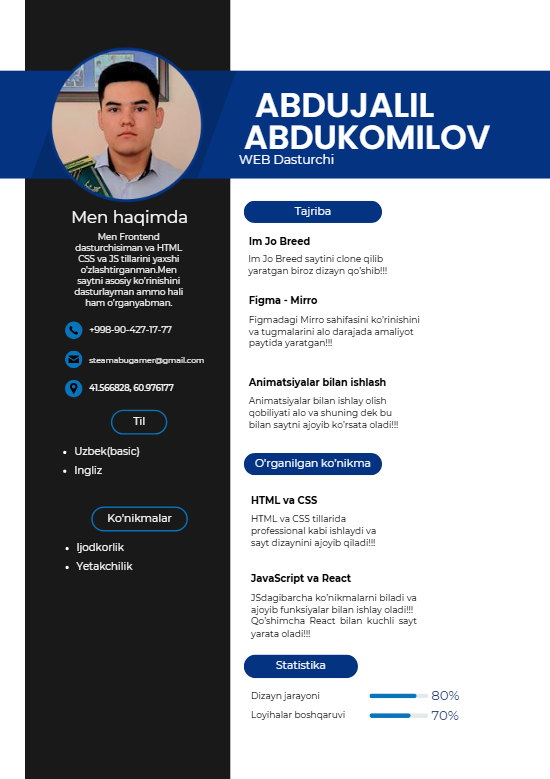 ABDUJALIL
ABDUKOMILOV
WEB Dasturchi
Men haqimda
Men Frontend
dasturchisiman va HTML
CSS va JS tillarini yaxshi
o'zlashtirganman.Men
saytni asosiy ko'rinishini
dasturlayman ammo hali
ham o'rganyabman.
+998-90-427-17-77
steamabugamer@gmail.com
41.566828, 60.976177
Til
Uzbek(basic)
Ingliz
Ko'nikmalar
Ijodkorlik
Yetakchilik
Tajriba
Im Jo Breed
Im Jo Breed saytini clone qilib
yaratgan biroz dizayn qo'shib!!!
Figma - Mirro
Figmadagi Mirro sahifasini ko'rinishini
va tugmalarini alo darajada amaliyot
paytida yaratgan!!!
Animatsiyalar bilan ishlash
Animatsiyalar bilan ishlay olish
qobiliyati alo va shuning dek bu
bilan saytni ajoyib ko'rsata oladi!!!
O'rganilgan ko'nikma
HTML va CSS
HTML va CSS tillarida
professional kabi ishlaydi va
sayt dizaynini ajoyib qiladi!!!
JavaScript va React
JSdagibarcha ko'nikmalarni biladi va
ajoyib funksiyalar bilan ishlay oladi!!!
Qo'shimcha React bilan kuchli sayt
yarata oladi!!!
Statistika
Dizayn jarayoni 80%
Loyihalar boshqaruvi 70%